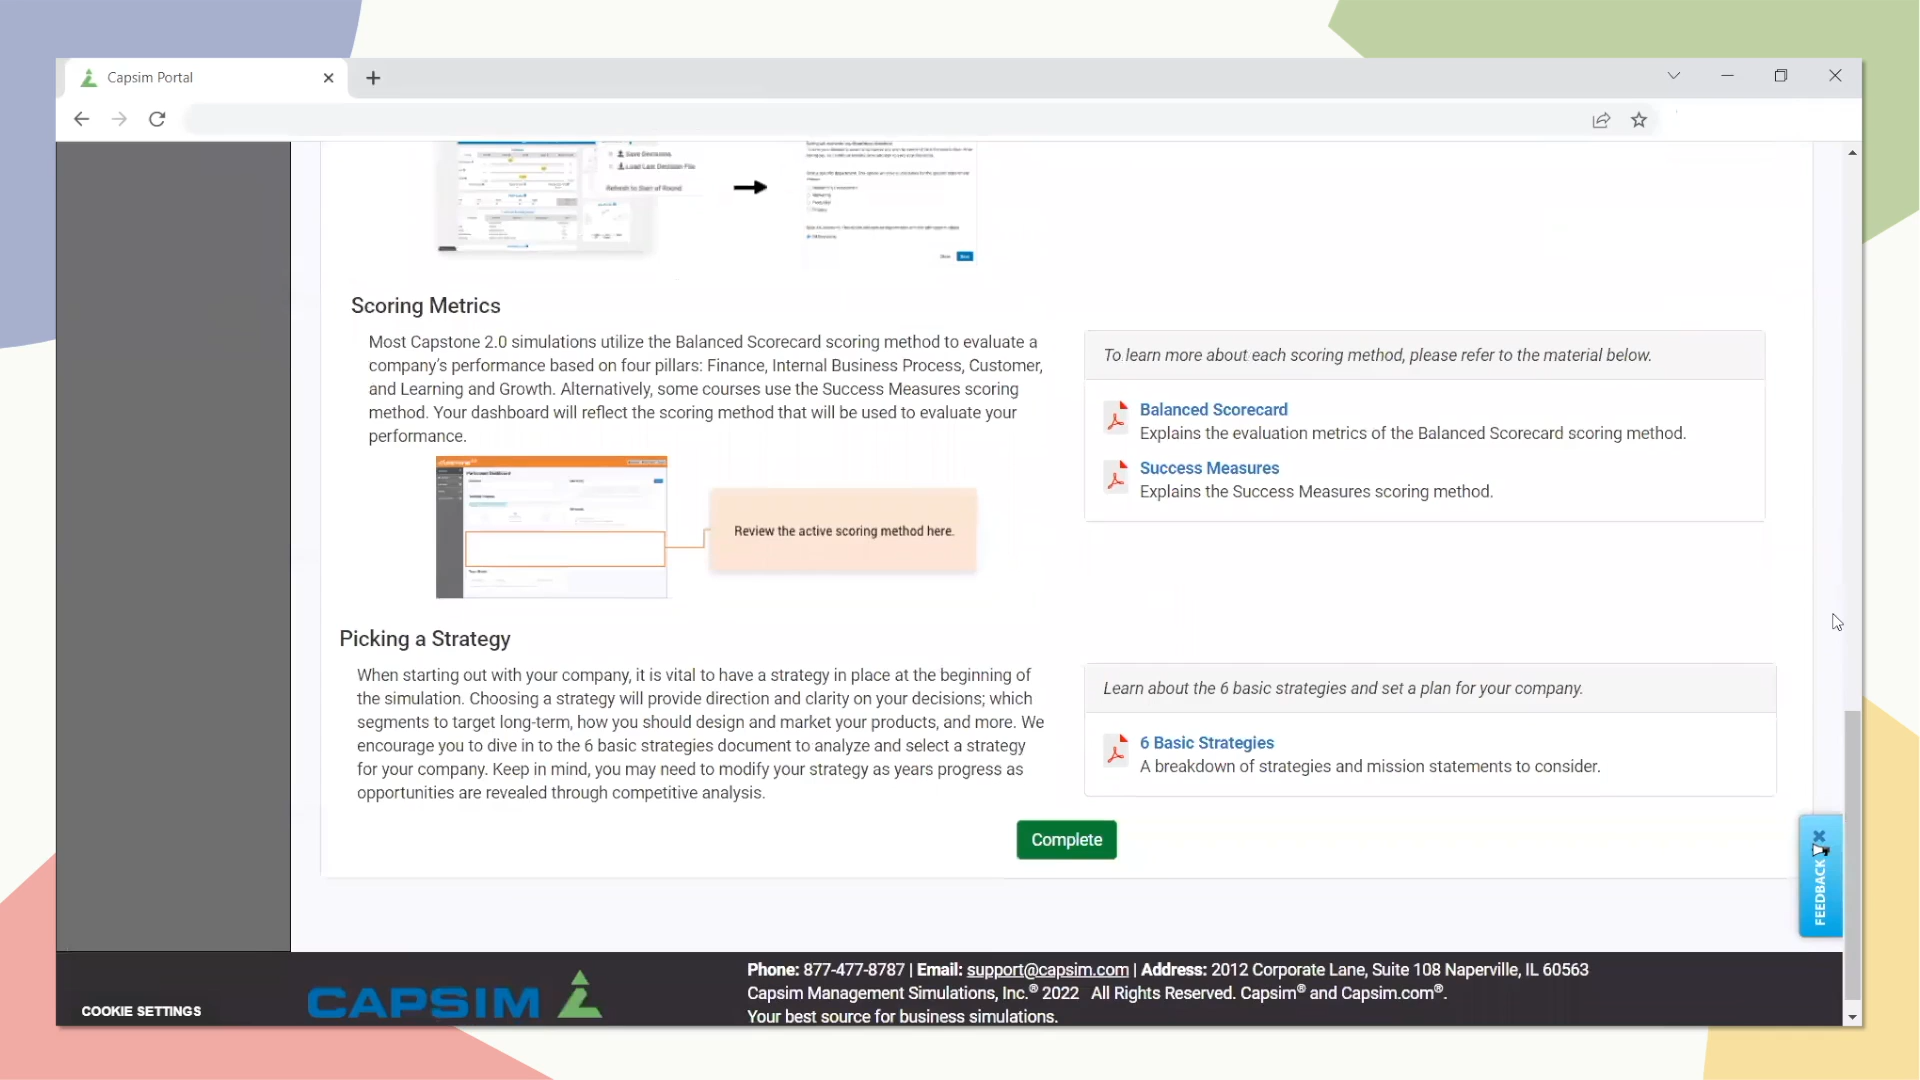 Capsim Portal
Save Decisions
Load Last Decision File
Refresh to Start of Round
Scoring Metrics
Most Capstone 2.0 simulations utilize the Balanced Scorecard scoring method to evaluate a
company’s performance based on four pillars: Finance, Internal Business Process, Customer,
and Learning and Growth. Alternatively, some courses use the Success Measures scoring
method. Your dashboard will reflect the scoring method that will be used to evaluate your
performance.
Review the active scoring method here.
To learn more about each scoring method, please refer to the material below.
Balanced Scorecard
Explains the evaluation metrics of the Balanced Scorecard scoring method.
Success Measures
Explains the Success Measures scoring method.
Picking a Strategy
When starting out with your company, it is vital to have a strategy in place at the beginning of
the simulation. Choosing a strategy will provide direction and clarity on your decisions; which
segments to target long-term, how you should design and market your products, and more. We
encourage you to dive in to the 6 basic strategies document to analyze and select a strategy
for your company. Keep in mind, you may need to modify your strategy as years progress as
opportunities are revealed through competitive analysis.
Learn about the 6 basic strategies and set a plan for your company.
6 Basic Strategies
A breakdown of strategies and mission statements to consider.
Complete
FEEDBACK
COOKIE SETTINGS
CAPSIM
Phone: 877-477-8787 | Email: support@capsim.com | Address: 2012 Corporate Lane, Suite 108 Naperville, IL 60563
Capsim Management Simulations, Inc.® 2022 All Rights Reserved. Capsim® and Capsim.com®.
Your best source for business simulations.